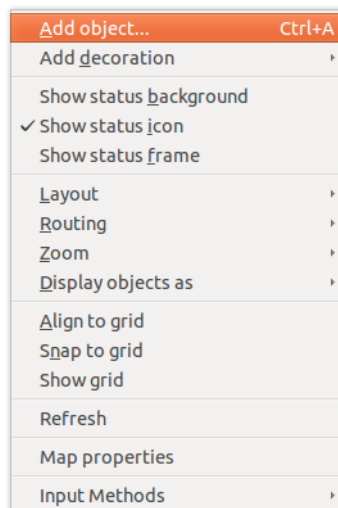 Add object... Ctrl+A
Add decoration
Show status background
Show status icon
Show status frame
Layout
Routing
Zoom
Display objects as
Align to grid
Snap to grid
Show grid
Refresh
Map properties
Input Methods